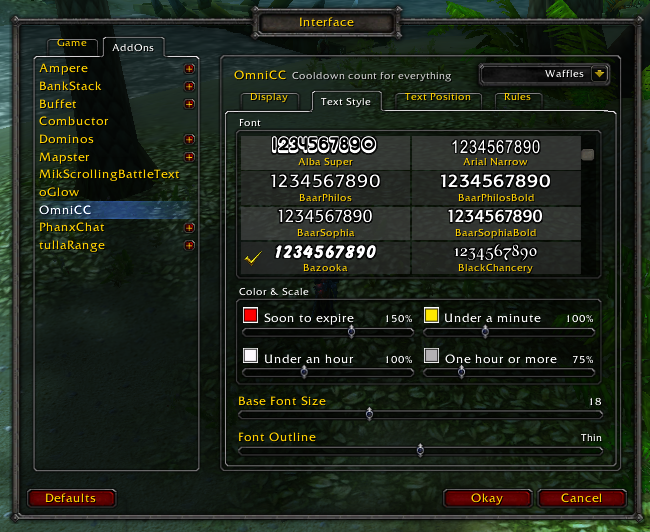 Interface
Game
AddOns
Ampere
BankStack
Buffet
Combuctor
Dominos
Mapster
MikScrollingBattleText
oGlow
OmniCC
PhanxChat
tullaRange
OmniCC Cooldown count for everything
Waffles
Display
Text Style
Text Position
Rules
Font
1234567890
Alba Super
1234567890
Arial Narrow
1234567890
BaarPhilos
1234567890
BaarPhilosBold
1234567890
BaarSophia
1234567890
BaarSophiaBold
1234567890
Bazooka
1234567890
BlackChancery
Color & Scale
Soon to expire 150%
Under a minute 100%
Under an hour 100%
One hour or more 75%
Base Font Size 18
Font Outline Thin
Defaults
Okay
Cancel